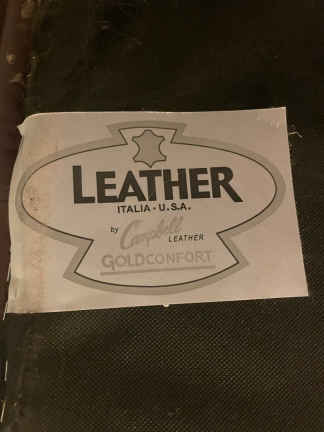 LEATHER
ITALIA - U.S.A.
by Campbell LEATHER
GOLDCONFORT